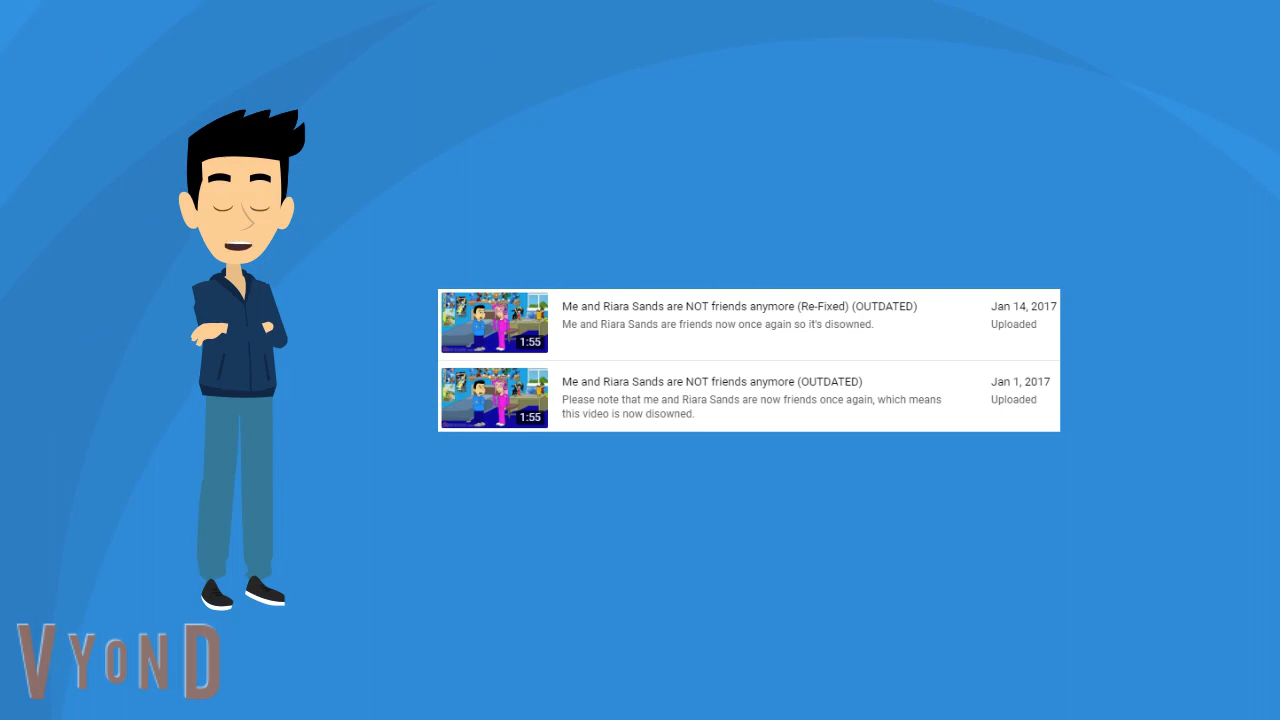 Me and Riara Sands are NOT friends anymore (Re-Fixed) (OUTDATED) Jan 14, 2017
Me and Riara Sands are friends now once again so it's disowned. Uploaded
1:55
Me and Riara Sands are NOT friends anymore (OUTDATED) Jan 1, 2017
Please note that me and Riara Sands are now friends once again, which means Uploaded
this video is now disowned.
1:55
VYOND